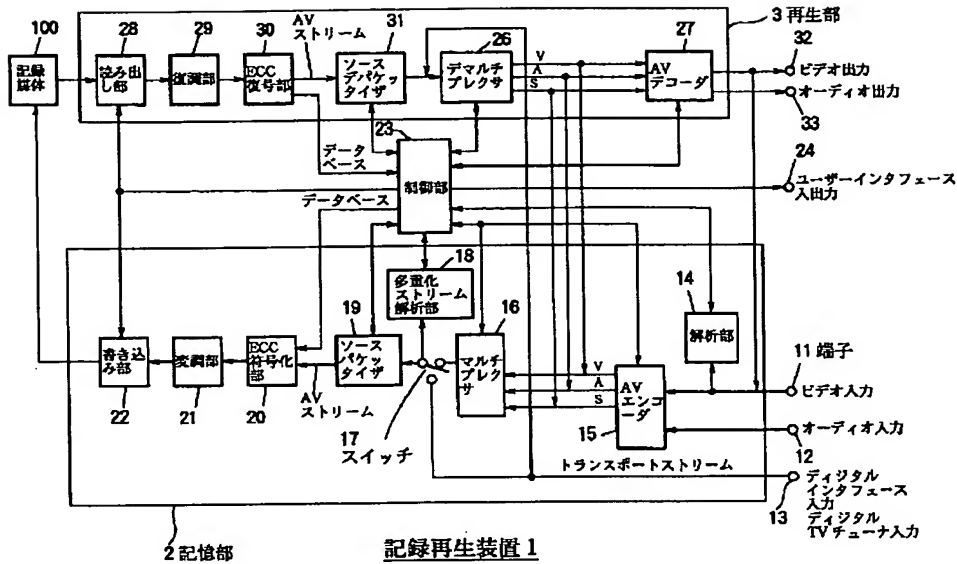 3 再生部
100
記録
媒体
28
読み出
し部
29
復調部
30
ECC
復号部
AV
ストリーム
31
ソース
デパケッ
タイザ
26
デマルチ
プレクサ
V
A
S
27
AV
デコーダ
32
ビデオ出力
オーディオ出力
33
データ
ベース
23
制御部
24
ユーザーインタフェース
入出力
データベース
18
多重化
ストリーム
解析部
14
解析部
22
書き込
み部
21
変調部
20
ECC
符号化
部
AV
ストリーム
19
ソース
パケッ
タイザ
17
スイッチ
16
マルチ
プレク
サ
V
A
S
15
AV
エンコ
ーダ
11 端子
ビデオ入力
オーディオ入力
12
トランスポートストリーム
13
ディジタル
インタフェース
入力
ディジタル
TVチューナ入力
2 記憶部
記録再生装置 1